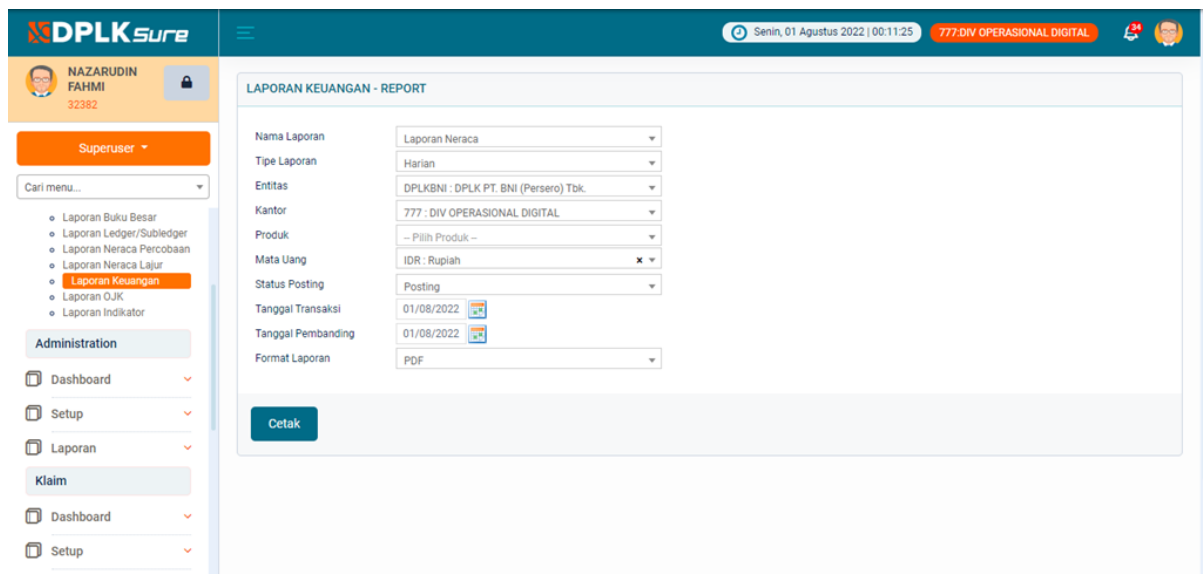 DPLK Sure
Senin, 01 Agustus 2022 | 00:11:25
777:DIV OPERASIONAL DIGITAL
34
NAZARUDIN
FAHMI
32382
Superuser
Cari menu...
Laporan Buku Besar
Laporan Ledger/Subledger
Laporan Neraca Percobaan
Laporan Neraca Lajur
Laporan Keuangan
Laporan OJK
Laporan Indikator
Administration
Dashboard
Setup
Laporan
Klaim
Dashboard
Setup
LAPORAN KEUANGAN - REPORT
Nama Laporan Laporan Neraca
Tipe Laporan Harian
Entitas DPLKBNI : DPLK PT. BNI (Persero) Tbk.
Kantor 777 : DIV OPERASIONAL DIGITAL
Produk -- Pilih Produk --
Mata Uang IDR : Rupiah ×
Status Posting Posting
Tanggal Transaksi 01/08/2022
Tanggal Pembanding 01/08/2022
Format Laporan PDF
Cetak